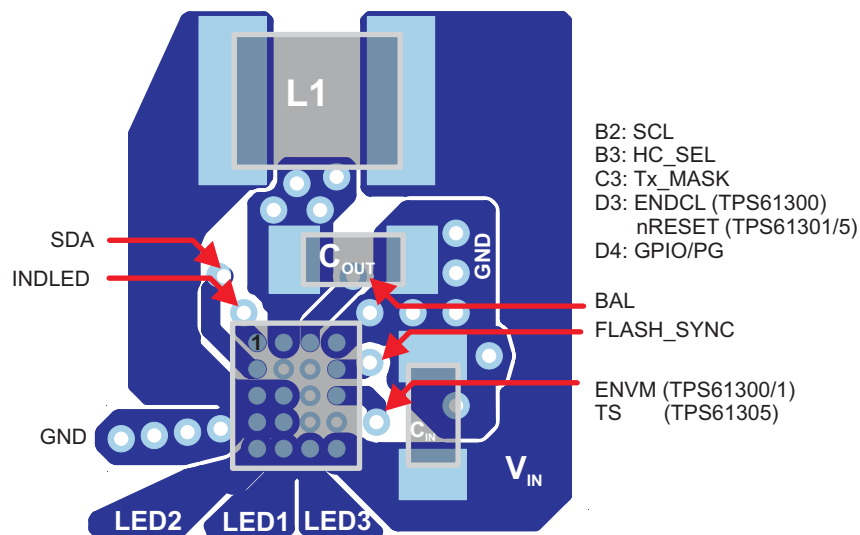 L1
B2: SCL
B3: HC_SEL
C3: Tx_MASK
D3: ENDCL (TPS61300)
nRESET (TPS61301/5)
D4: GPIO/PG
SDA
INDLED
COUT
GND
BAL
FLASH_SYNC
1
ENVM (TPS61300/1)
TS (TPS61305)
GND
CIN
VIN
LED2
LED1
LED3